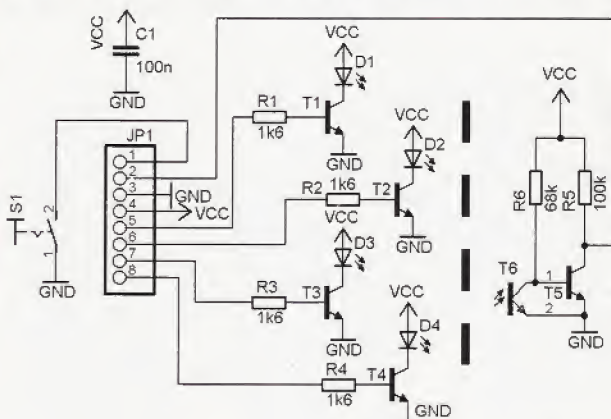 VCC
C1
100n
GND
JP1
1
2
3
4
5
6
7
8
GND
VCC
S1
2
1
GND
R1
1k6
T1
VCC
D1
GND
R2
1k6
T2
VCC
D2
GND
R3
1k6
T3
VCC
D3
GND
R4
1k6
T4
VCC
D4
GND
VCC
R6
68k
R5
100k
T6
1
T5
2
GND